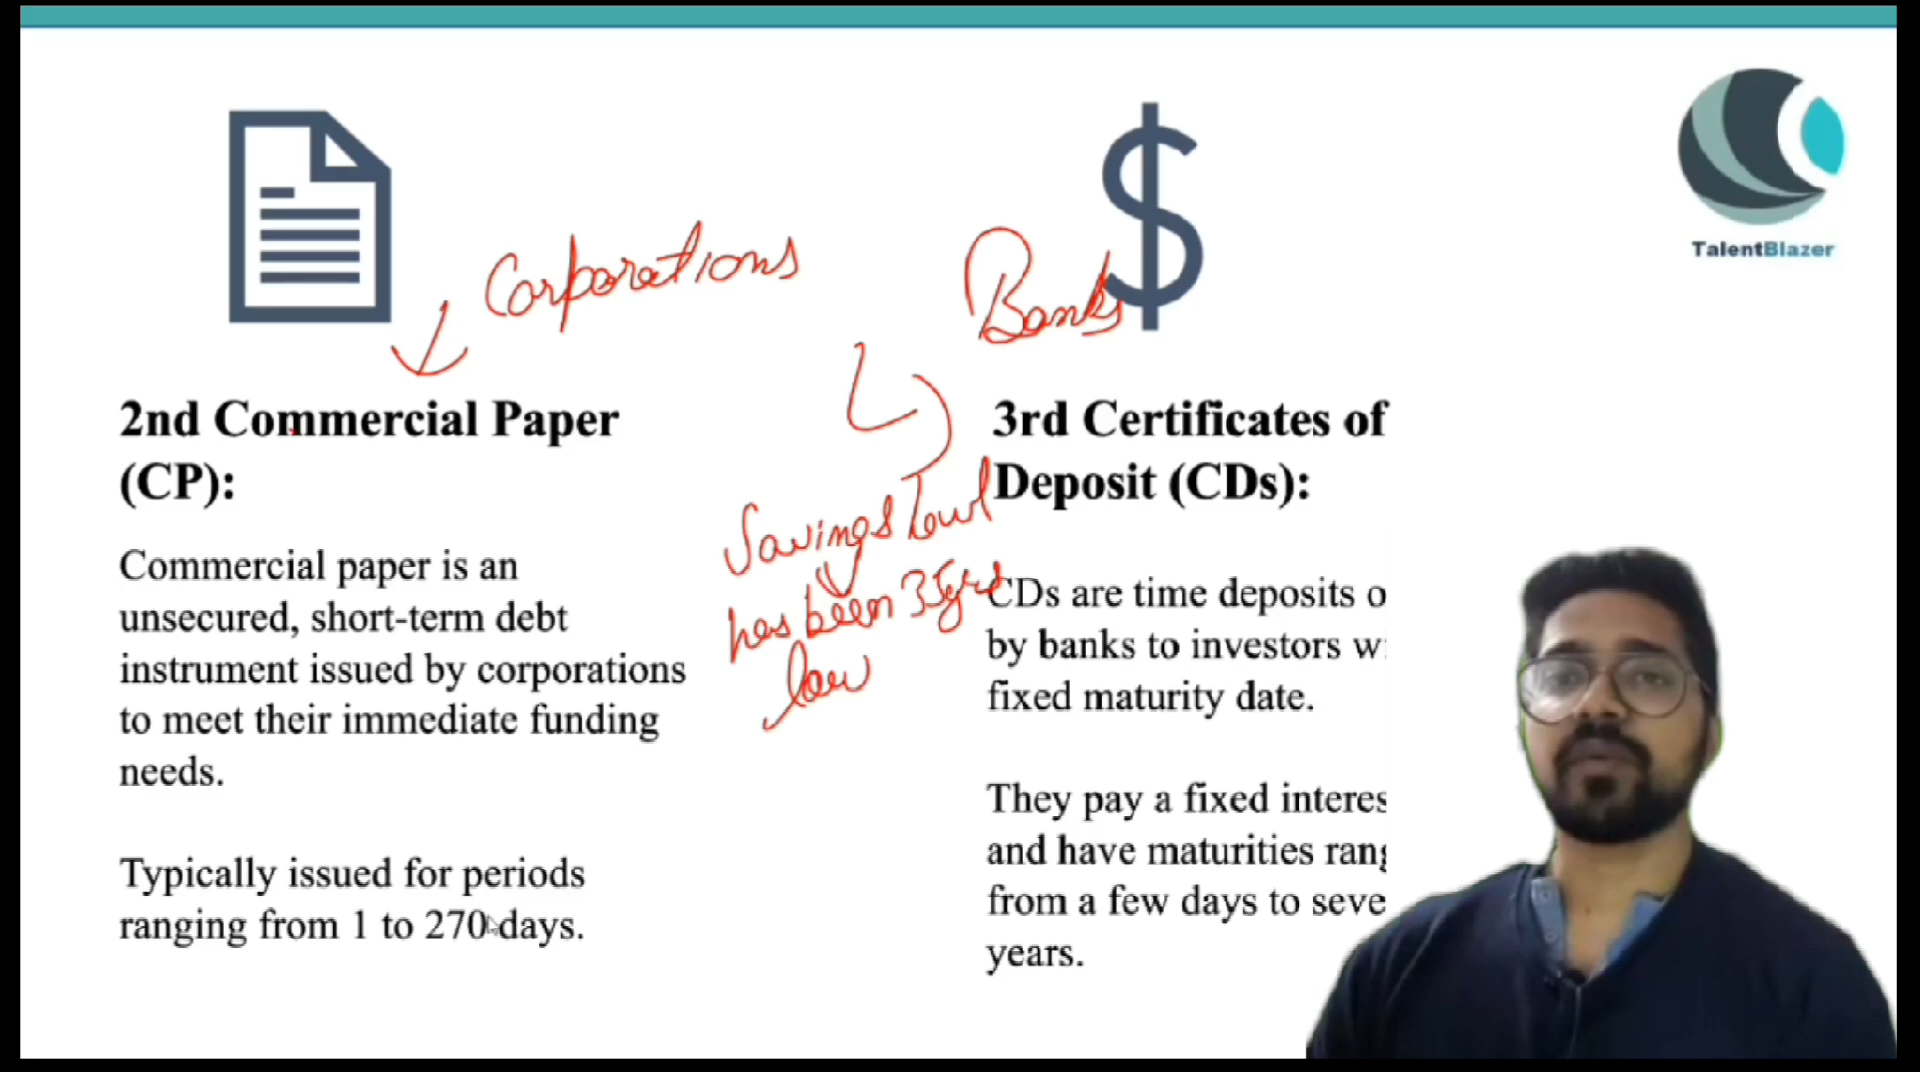 TalentBlazer
Corporations
Banks
2nd Commercial Paper
(CP):
Commercial paper is an
unsecured, short-term debt
instrument issued by corporations
to meet their immediate funding
needs.
Typically issued for periods
ranging from 1 to 270 days.
Savings
has been 35yrs
low
3rd Certificates of
Deposit (CDs):
CDs are time deposits o
by banks to investors w
fixed maturity date.
They pay a fixed interes
and have maturities rang
from a few days to seve
years.